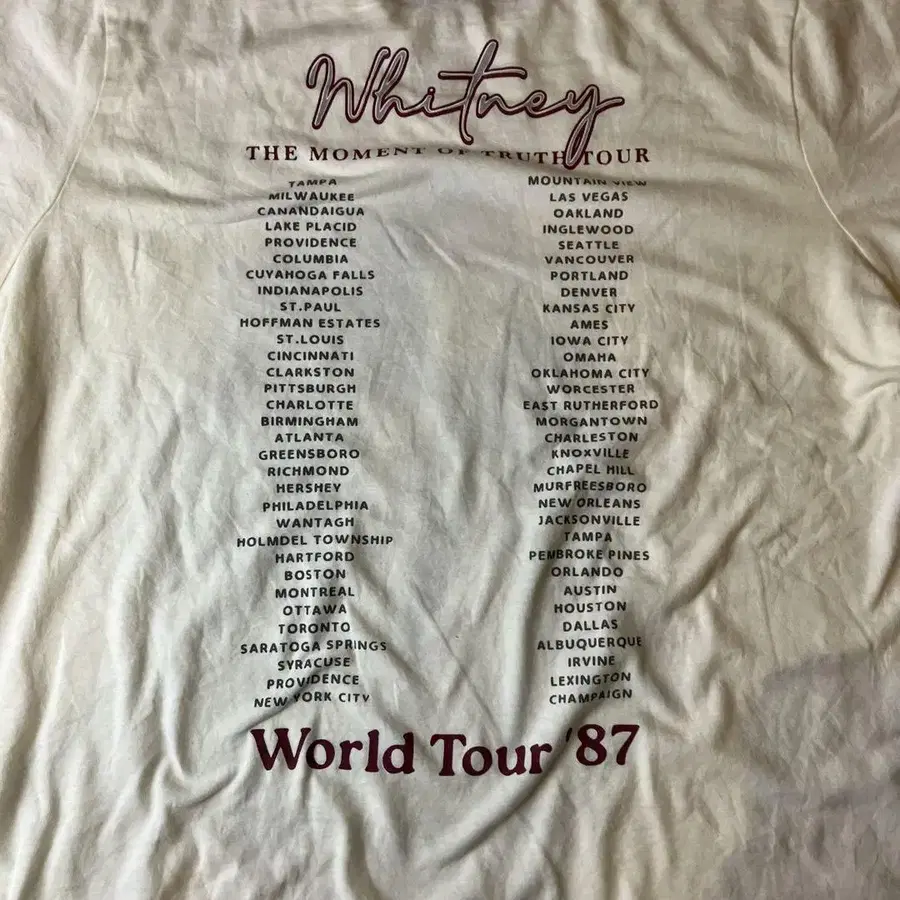 Whitney
THE MOMENT OF TRUTH TOUR
TAMPA
MILWAUKEE
CANANDAIGUA
LAKE PLACID
PROVIDENCE
COLUMBIA
CUYAHOGA FALLS
INDIANAPOLIS
ST.PAUL
HOFFMAN ESTATES
ST.LOUIS
CINCINNATI
CLARKSTON
PITTSBURGH
CHARLOTTE
BIRMINGHAM
ATLANTA
GREENSBORO
RICHMOND
HERSHEY
PHILADELPHIA
WANTAGH
HOLMDEL TOWNSHIP
HARTFORD
BOSTON
MONTREAL
OTTAWA
TORONTO
SARATOGA SPRINGS
SYRACUSE
PROVIDENCE
NEW YORK CITY
MOUNTAIN VIEW
LAS VEGAS
OAKLAND
INGLEWOOD
SEATTLE
VANCOUVER
PORTLAND
DENVER
KANSAS CITY
AMES
IOWA CITY
OMAHA
OKLAHOMA CITY
WORCESTER
EAST RUTHERFORD
MORGANTOWN
CHARLESTON
KNOXVILLE
CHAPEL HILL
MURFREESBORO
NEW ORLEANS
JACKSONVILLE
TAMPA
PEMBROKE PINES
ORLANDO
AUSTIN
HOUSTON
DALLAS
ALBUQUERQUE
IRVINE
LEXINGTON
CHAMPAIGN
World Tour '87